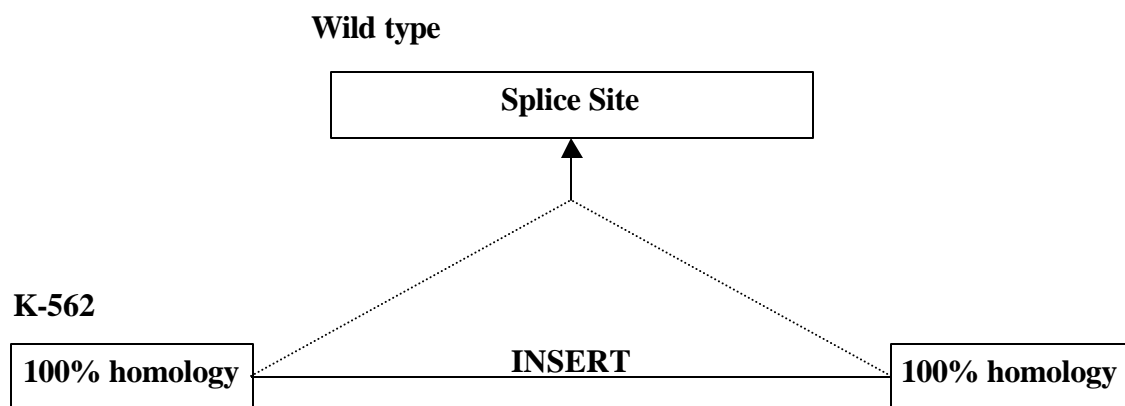 Wild type
Splice Site
K-562
100% homology
INSERT
100% homology